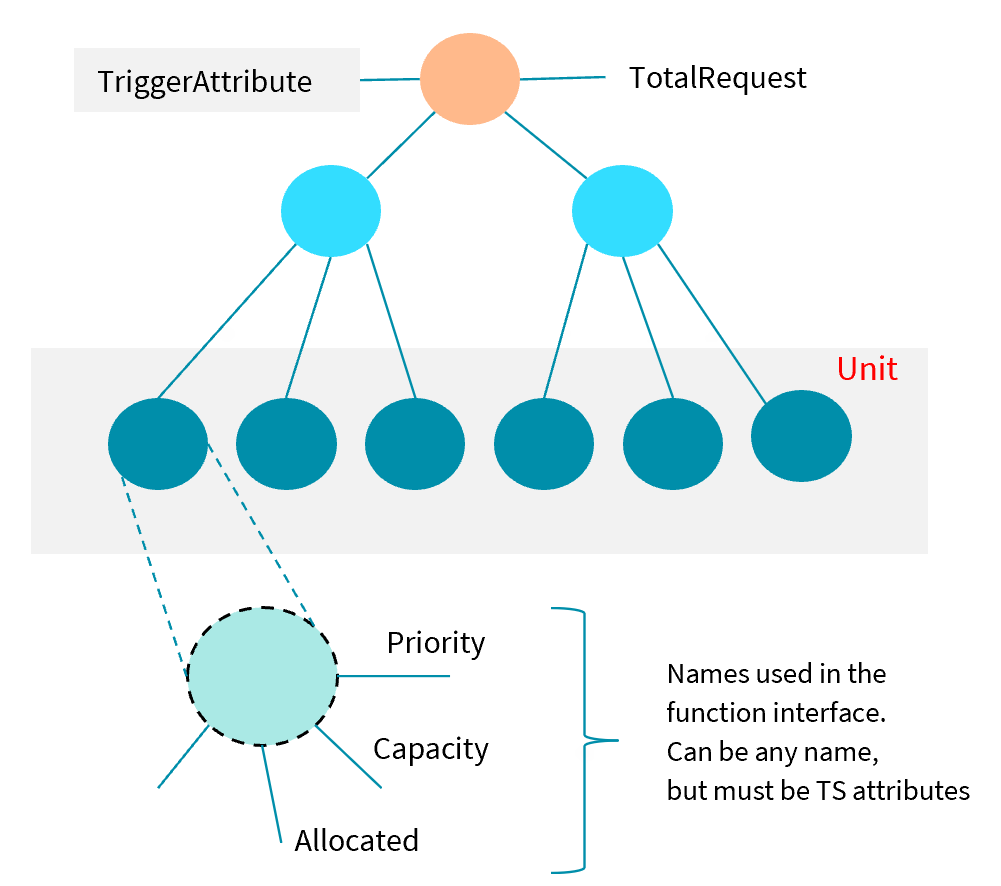 TriggerAttribute
TotalRequest
Unit
Priority
Capacity
Allocated
Names used in the
function interface.
Can be any name,
but must be TS attributes